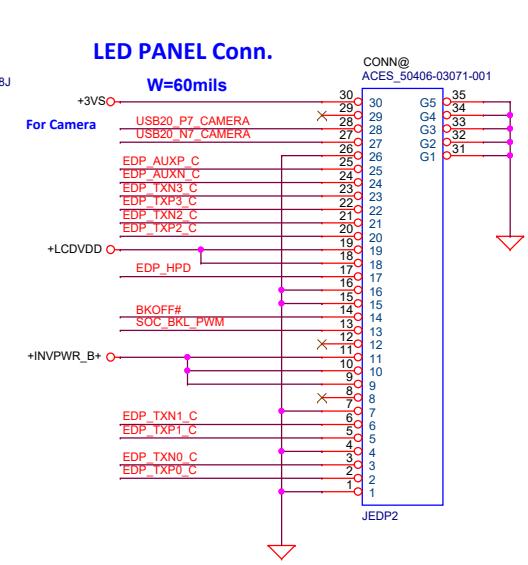 LED PANEL Conn.
8J
CONN@
ACES_50406-03071-001
W=60mils
+3VS
30 30 G5 35
29 29 G4 34
For Camera
USB20_P7_CAMERA 28 28 G3 33
USB20_N7_CAMERA 27 27 G2 32
26 26 G1 31
EDP_AUXP_C 25 25
EDP_AUXN_C 24 24
EDP_TXN3_C 23 23
EDP_TXP3_C 22 22
EDP_TXN2_C 21 21
EDP_TXP2_C 20 20
+LCDVDD 19 19
18 18
EDP_HPD 17 17
16 16
15 15
BKOFF# 14 14
SOC_BKL_PWM 13 13
12 12
+INVPWR_B+ 11 11
10 10
9 9
8 8
7 7
EDP_TXN1_C 6 6
EDP_TXP1_C 5 5
4 4
EDP_TXN0_C 3 3
EDP_TXP0_C 2 2
1 1
JEDP2